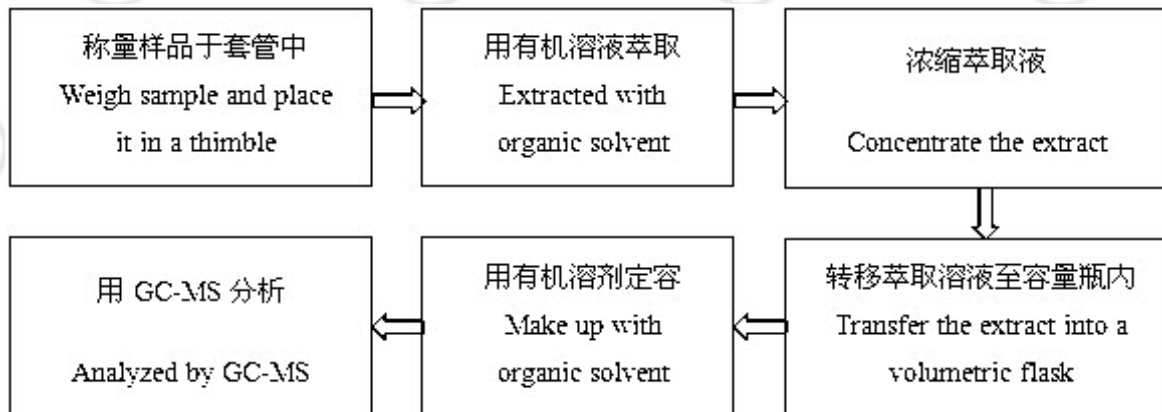 称量样品于套管中
Weigh sample and place
it in a thimble
用有机溶液萃取
Extracted with
organic solvent
浓缩萃取液
Concentrate the extract
转移萃取溶液至容量瓶内
Transfer the extract into a
volumetric flask
用有机溶剂定容
Make up with
organic solvent
用 GC-MS 分析
Analyzed by GC-MS